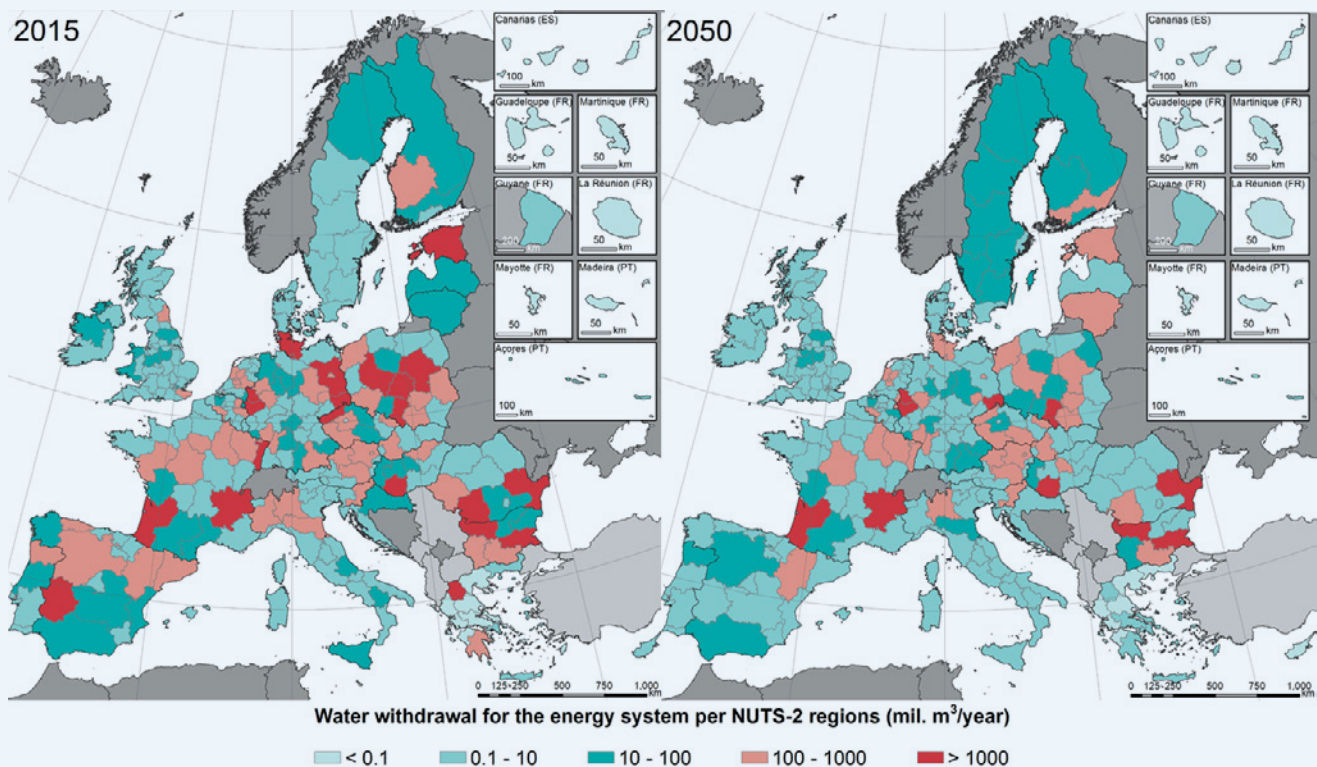 2015
Canarias (ES)
100
km
Guadeloupe (FR)
50
km
Martinique (FR)
50
km
Guyane (FR)
200
km
La Réunion (FR)
50
km
Mayotte (FR)
50
km
Madeira (PT)
50
km
Açores (PT)
100
km
0 125 250 500 750 1,000
km
2050
Canarias (ES)
100
km
Guadeloupe (FR)
50
km
Martinique (FR)
50
km
Guyane (FR)
200
km
La Réunion (FR)
50
km
Mayotte (FR)
50
km
Madeira (PT)
50
km
Açores (PT)
100
km
0 125 250 500 750 1,000
km
Water withdrawal for the energy system per NUTS-2 regions (mil. m³/year)
< 0.1 0.1 - 10 10 - 100 100 - 1000 > 1000